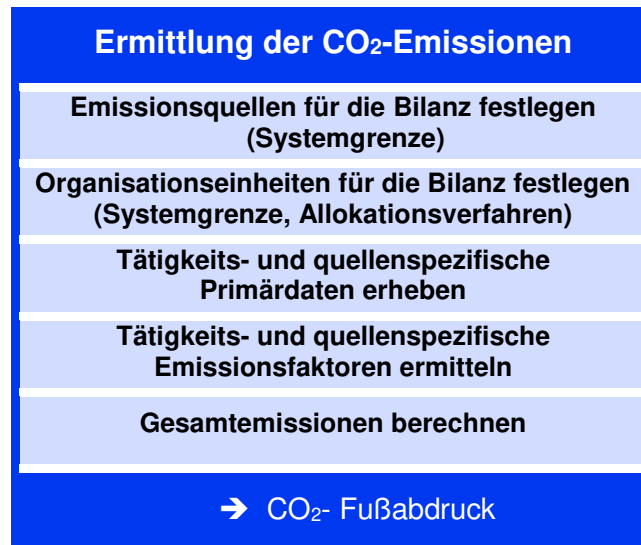 Ermittlung der CO₂-Emissionen
Emissionsquellen für die Bilanz festlegen
(Systemgrenze)
Organisationseinheiten für die Bilanz festlegen
(Systemgrenze, Allokationsverfahren)
Tätigkeits- und quellenspezifische
Primärdaten erheben
Tätigkeits- und quellenspezifische
Emissionsfaktoren ermitteln
Gesamtemissionen berechnen
➔ CO₂- Fußabdruck